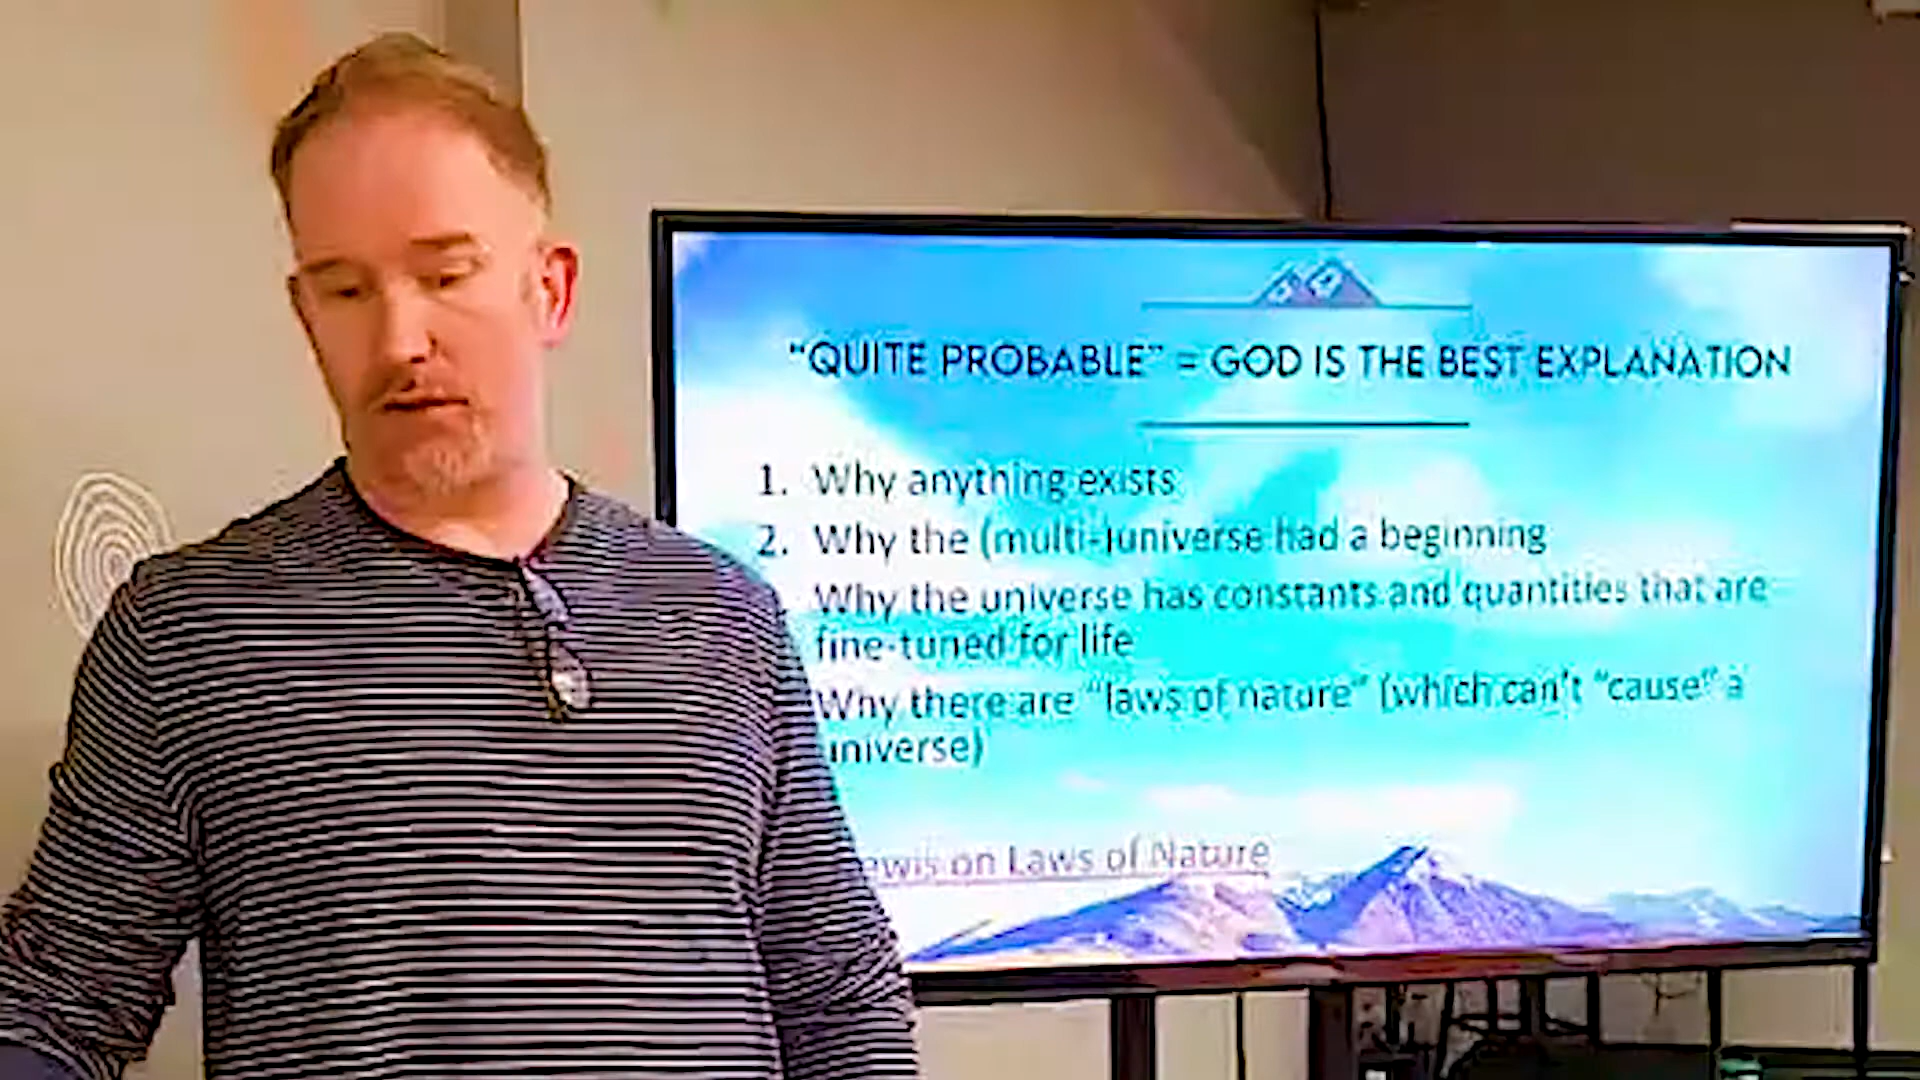 "QUITE PROBABLE" = GOD IS THE BEST EXPLANATION
1. Why anything exists
2. Why the (multi-)universe had a beginning
Why the universe has constants and quantities that are
fine-tuned for life
Why there are "laws of nature" (which can't "cause" a
universe)
ewis on Laws of Nature